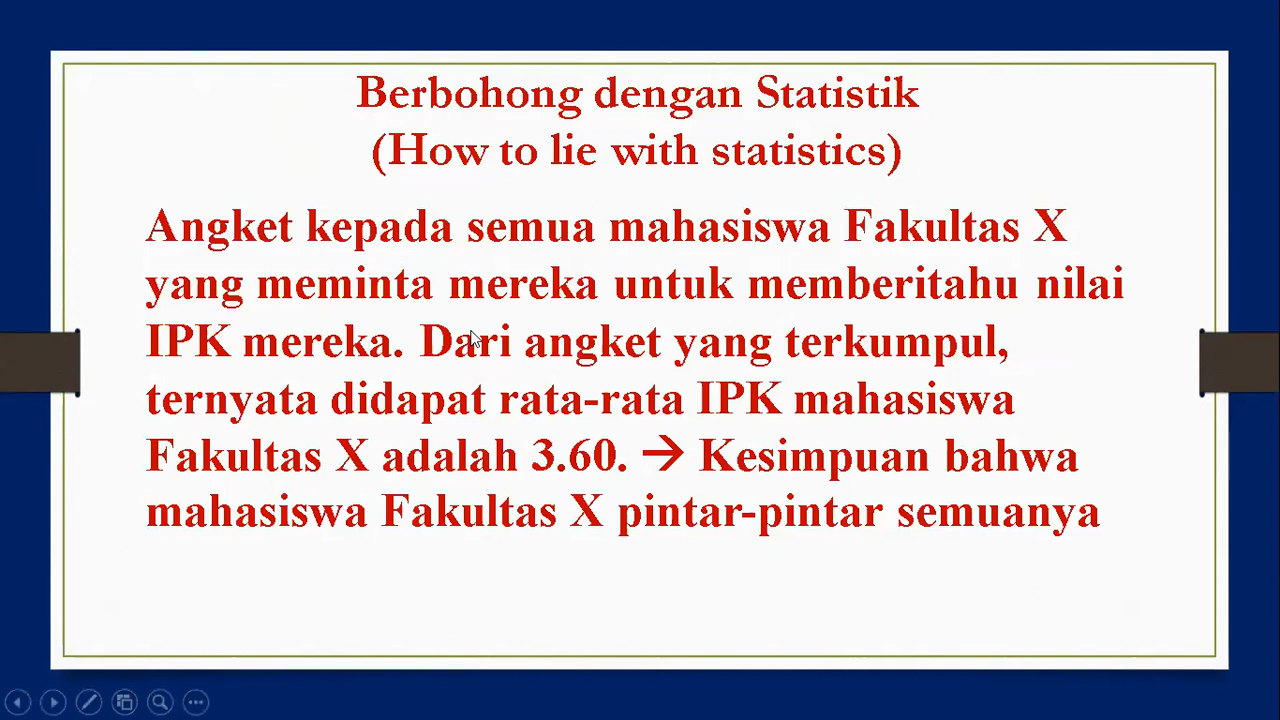 Berbohong dengan Statistik
(How to lie with statistics)
Angket kepada semua mahasiswa Fakultas X
yang meminta mereka untuk memberitahu nilai
IPK mereka. Dari angket yang terkumpul,
ternyata didapat rata-rata IPK mahasiswa
Fakultas X adalah 3.60. → Kesimpuan bahwa
mahasiswa Fakultas X pintar-pintar semuanya